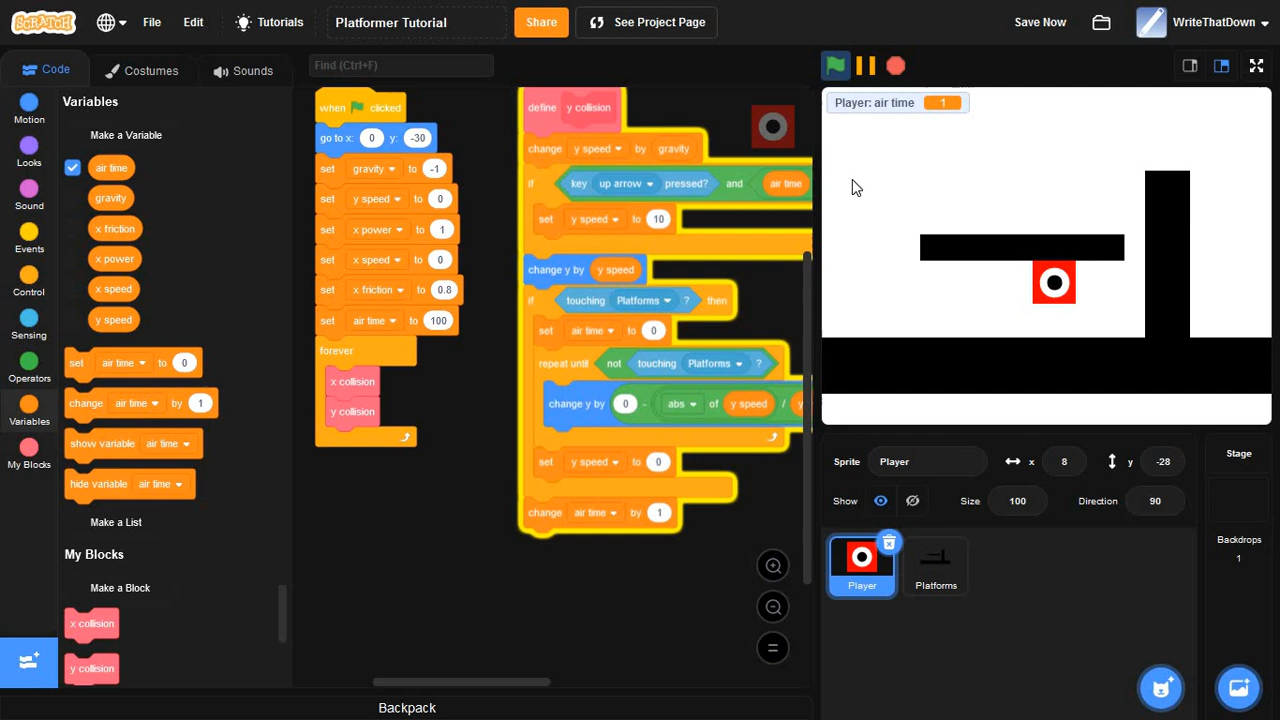 SCRATCH File Edit Tutorials Platformer Tutorial Share See Project Page Save Now WriteThatDown
Code Costumes Sounds Find (Ctrl+F)
Variables
Make a Variable
air time
gravity
x friction
x power
x speed
y speed
set air time to 0
change air time by 1
show variable air time
hide variable air time
Make a List
My Blocks
Make a Block
x collision
y collision
Motion
Looks
Sound
Events
Control
Sensing
Operators
Variables
My Blocks
when clicked
go to x: 0 y: -30
set gravity to -1
set y speed to 0
set x power to 1
set x speed to 0
set x friction to 0.8
set air time to 100
forever
x collision
y collision
define y collision
change y speed by gravity
if key up arrow pressed? and air time
set y speed to 10
change y by y speed
if touching Platforms ? then
set air time to 0
repeat until not touching Platforms ?
change y by 0 - abs of y speed / y
set y speed to 0
change air time by 1
Player: air time 1
Sprite Player x 8 y -28
Show Size 100 Direction 90
Player
Platforms
Stage
Backdrops
1
Backpack